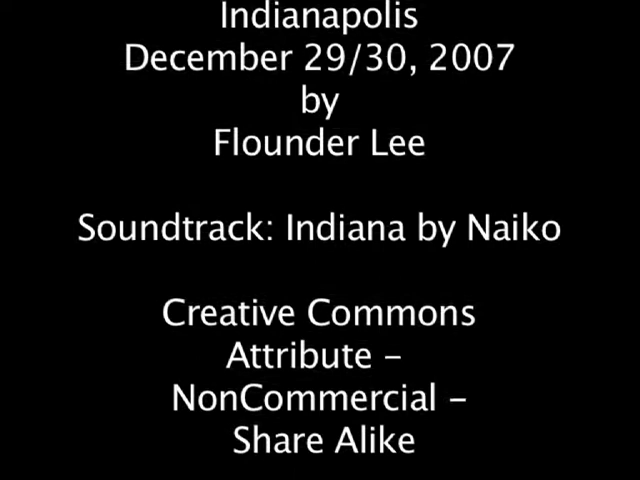 Indianapolis
December 29/30, 2007
by
Flounder Lee
Soundtrack: Indiana by Naiko
Creative Commons
Attribute –
NonCommercial –
Share Alike